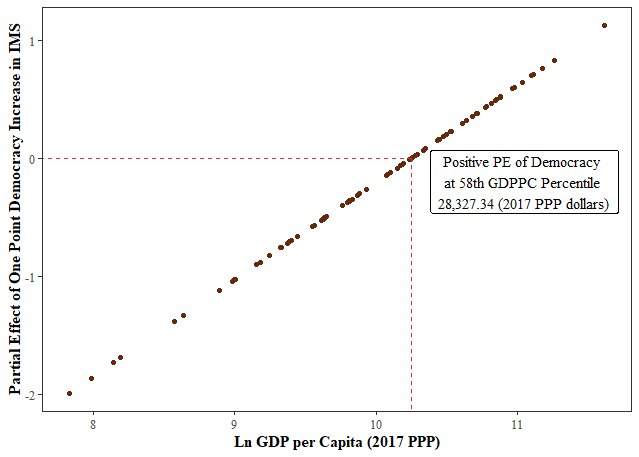 Partial Effect of One Point Democracy Increase in IMS
1
0
-1
-2
Positive PE of Democracy
at 58th GDPPC Percentile
28,327.34 (2017 PPP dollars)
8
9
10
11
Ln GDP per Capita (2017 PPP)